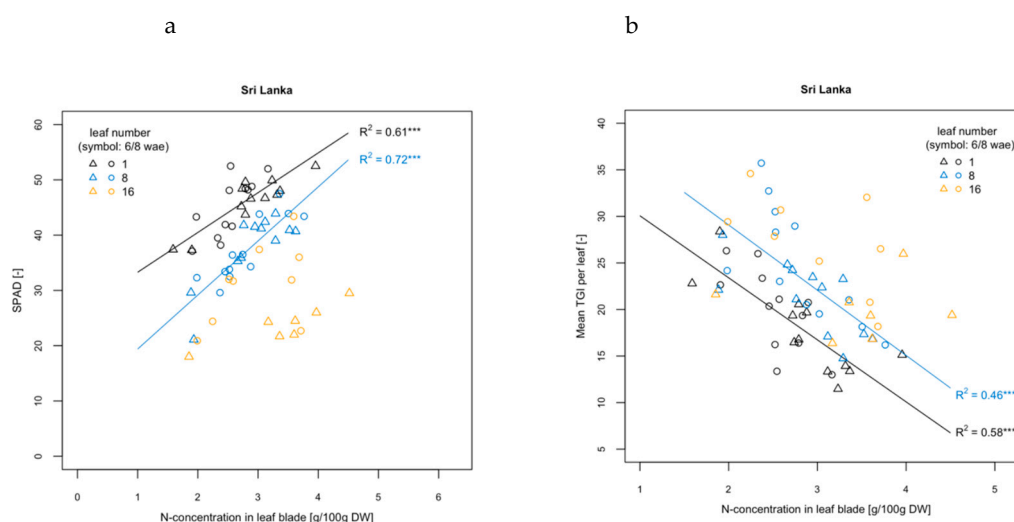 a
b
Sri Lanka
leaf number
(symbol: 6/8 wae)
1
8
16
R² = 0.61***
R² = 0.72***
SPAD [-]
0
10
20
30
40
50
60
0 1 2 3 4 5 6
N-concentration in leaf blade [g/100g DW]
Sri Lanka
leaf number
(symbol: 6/8 wae)
1
8
16
R² = 0.46***
R² = 0.58***
Mean TGI per leaf [-]
5
10
15
20
25
30
35
40
1 2 3 4 5
N-concentration in leaf blade [g/100g DW]